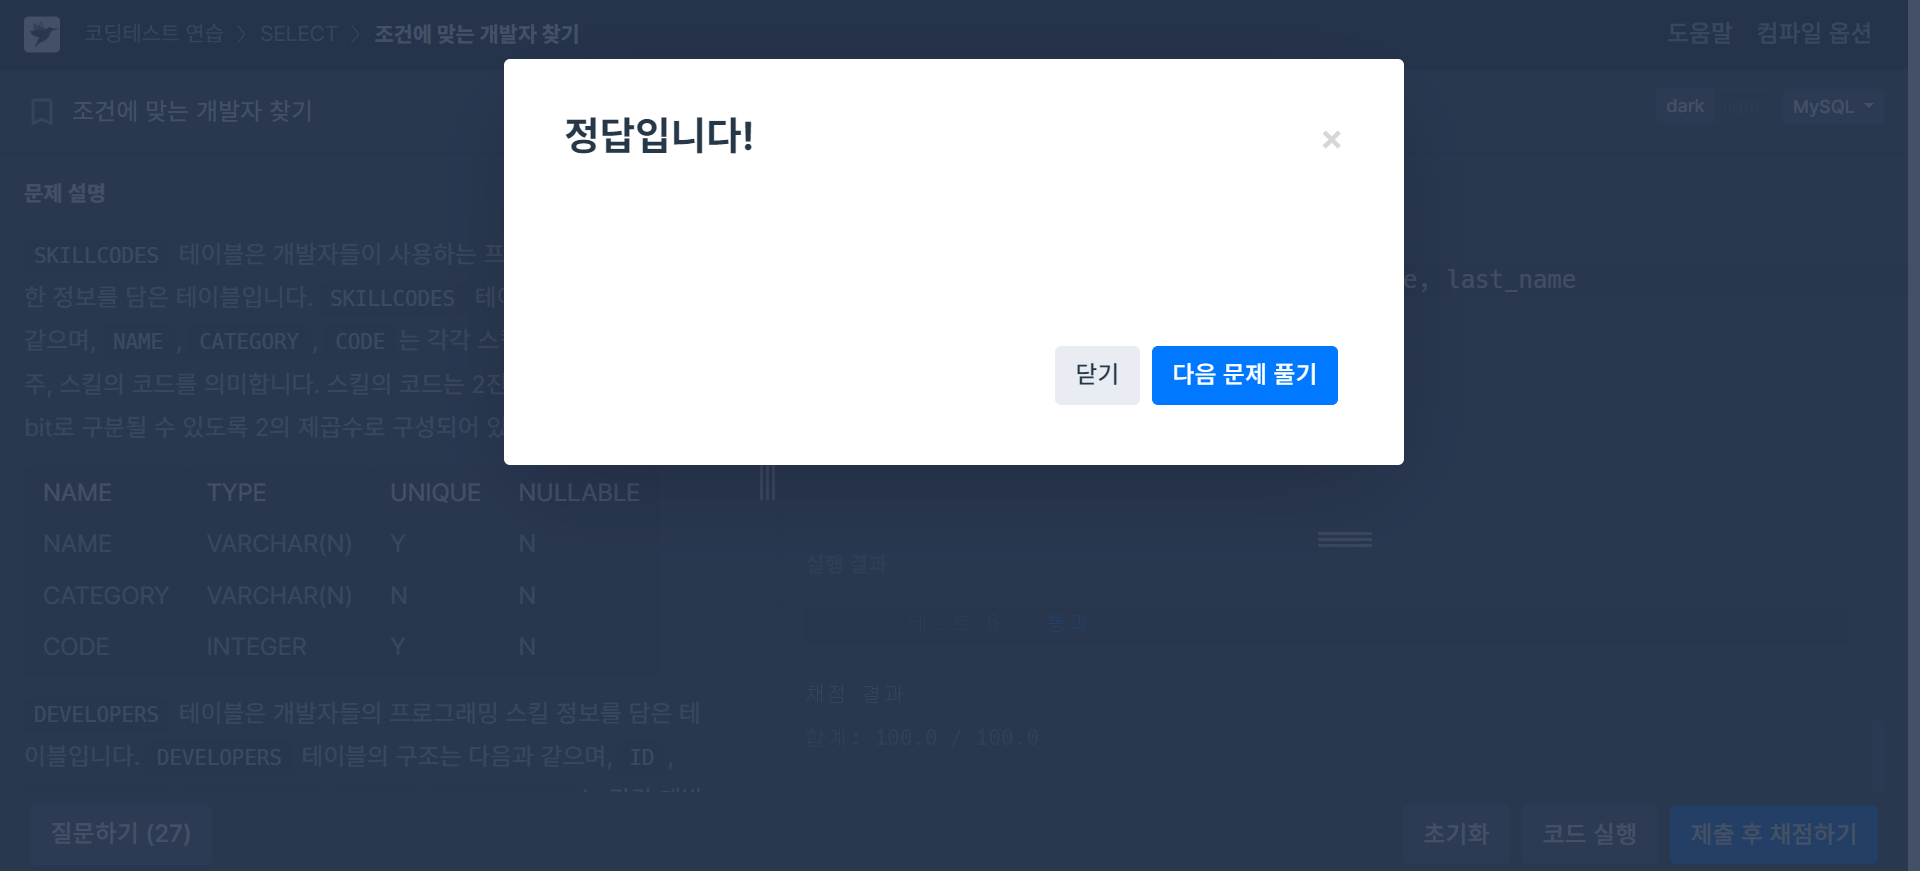 코딩테스트 연습 > SELECT > 조건에 맞는 개발자 찾기
도움말 컴파일 옵션
조건에 맞는 개발자 찾기
dark light MySQL
정답입니다!
×
닫기 다음 문제 풀기
문제 설명
SKILLCODES 테이블은 개발자들이 사용하는 프
한 정보를 담은 테이블입니다. SKILLCODES
같으며, NAME, CATEGORY, CODE 는 각각
주, 스킬의 코드를 의미합니다. 스킬의 코드는 2진
bit로 구분될 수 있도록 2의 제곱수로 구성되어 있
NAME TYPE UNIQUE NULLABLE
NAME VARCHAR(N) Y N
CATEGORY VARCHAR(N) N N
CODE INTEGER Y N
DEVELOPERS 테이블은 개발자들의 프로그래밍 스킬 정보를 담은 테
이블입니다. DEVELOPERS 테이블의 구조는 다음과 같으며, ID,
e, last_name
실행 결과
테스트 6 통과
채점 결과
합계: 100.0 / 100.0
질문하기 (27)
초기화 코드 실행 제출 후 채점하기